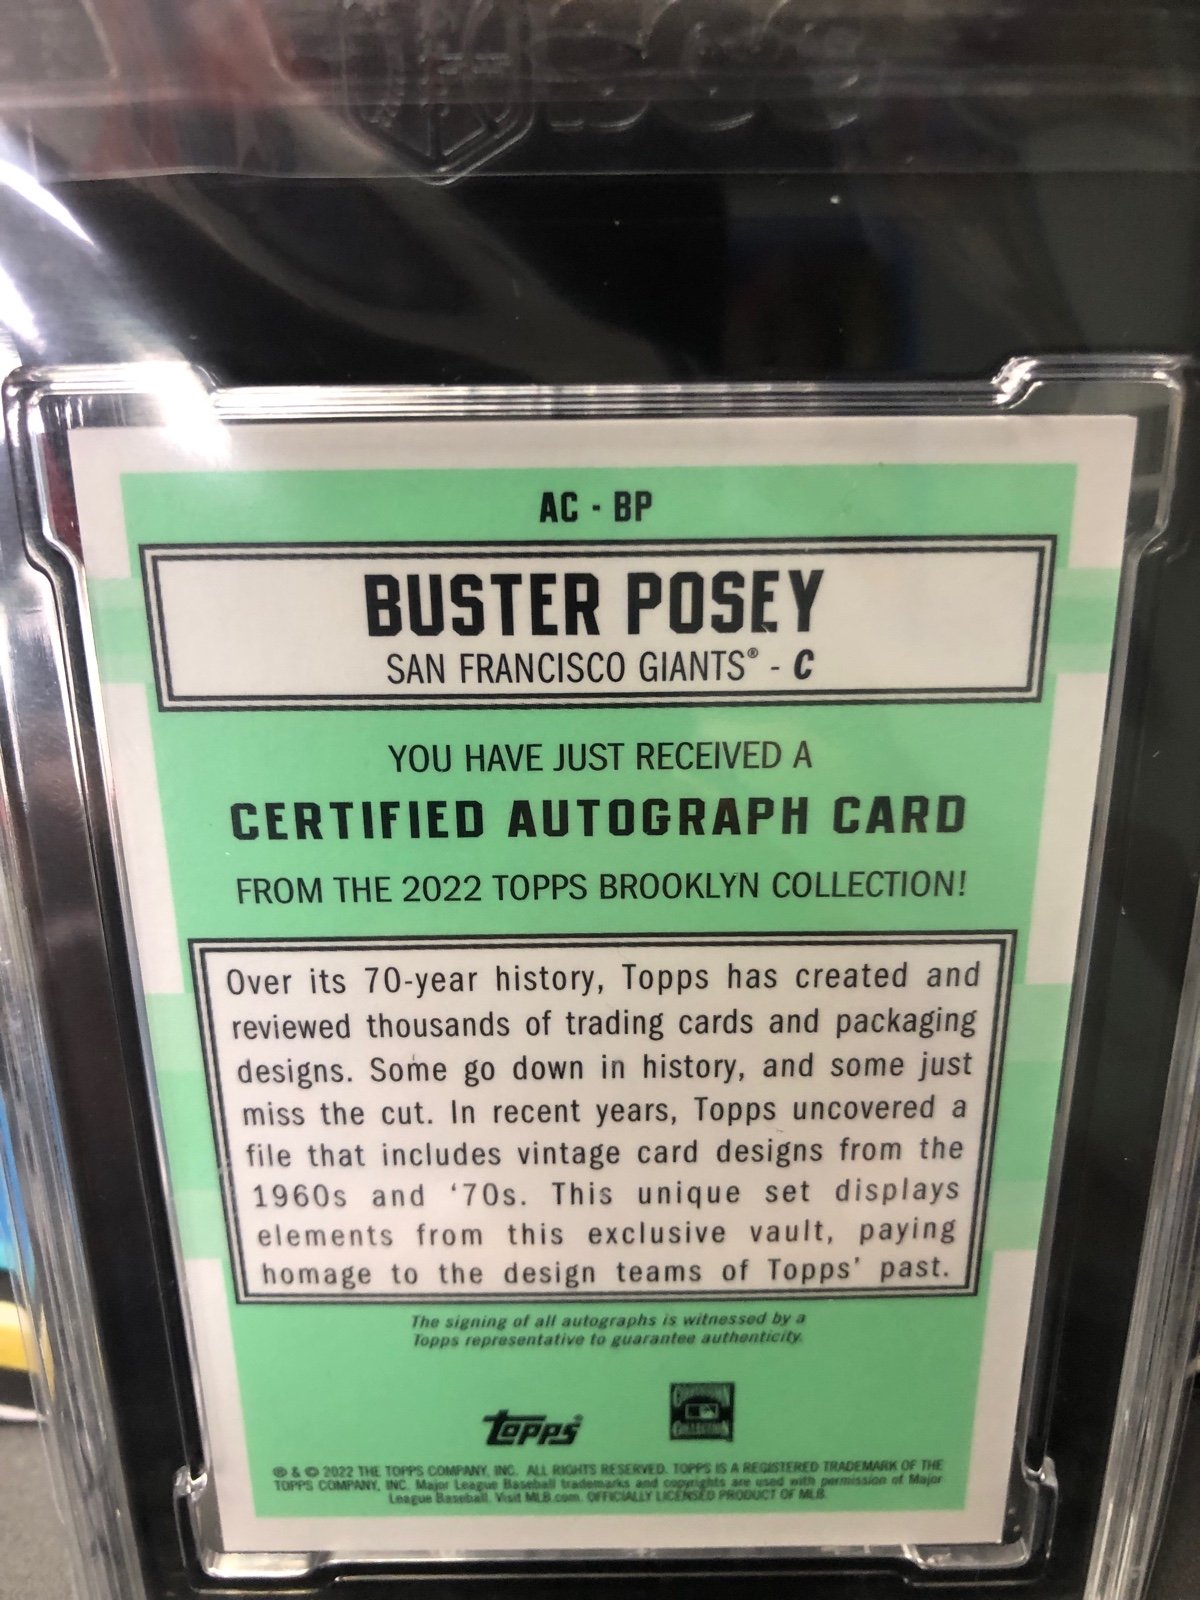 AC - BP
BUSTER POSEY
SAN FRANCISCO GIANTS® - C
YOU HAVE JUST RECEIVED A
CERTIFIED AUTOGRAPH CARD
FROM THE 2022 TOPPS BROOKLYN COLLECTION!
Over its 70-year history, Topps has created and
reviewed thousands of trading cards and packaging
designs. Some go down in history, and some just
miss the cut. In recent years, Topps uncovered a
file that includes vintage card designs from the
1960s and ‘70s. This unique set displays
elements from this exclusive vault, paying
homage to the design teams of Topps’ past.
The signing of all autographs is witnessed by a
Topps representative to guarantee authenticity.
topps®
COOPERSTOWN
COLLECTION
® & © 2022 THE TOPPS COMPANY, INC. ALL RIGHTS RESERVED. TOPPS IS A REGISTERED TRADEMARK OF THE
TOPPS COMPANY, INC. Major League Baseball trademarks and copyrights are used with permission of Major
League Baseball. Visit MLB.com. OFFICIALLY LICENSED PRODUCT OF MLB.